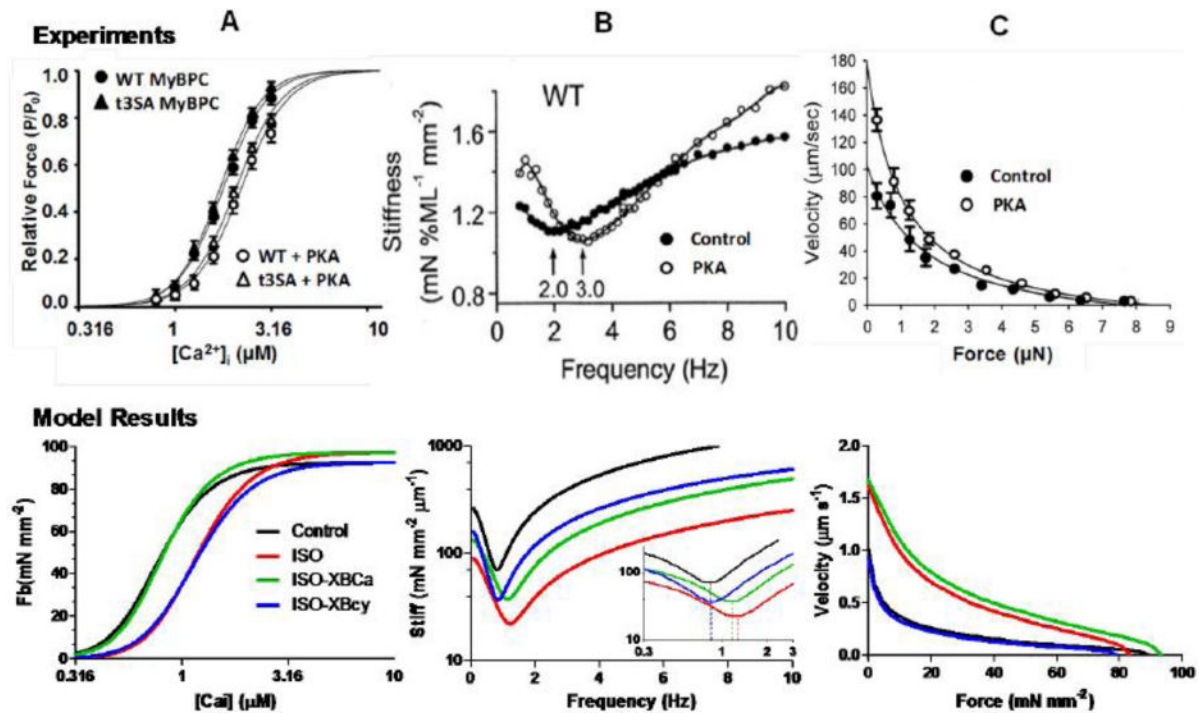 A
B
C
Experiments
1.0
0.8
0.6
0.4
0.2
0.0
Relative Force (P/P₀)
WT MyBPC
t3SA MyBPC
WT + PKA
t3SA + PKA
0.316
1
3.16
10
[Ca²⁺]ᵢ (µM)
WT
1.6
1.2
0.8
Stiffness
(mN %ML⁻¹ mm⁻²)
Control
PKA
2.0
3.0
0
2
4
6
8
10
Frequency (Hz)
180
160
140
120
100
80
60
40
20
0
Velocity (µm/sec)
Control
PKA
0
1
2
3
4
5
6
7
8
9
Force (µN)
Model Results
100
80
60
40
20
0
Fb(mN mm⁻²)
Control
ISO
ISO-XBCa
ISO-XBcy
0.316
1
3.16
10
[Cai] (µM)
1000
100
10
Stiff (mN mm⁻² µm⁻¹)
100
10
0.3
1
2
3
0
2
4
6
8
10
Frequency (Hz)
2.0
1.5
1.0
0.5
0.0
Velocity (µm s⁻¹)
0
20
40
60
80
100
Force (mN mm⁻²)